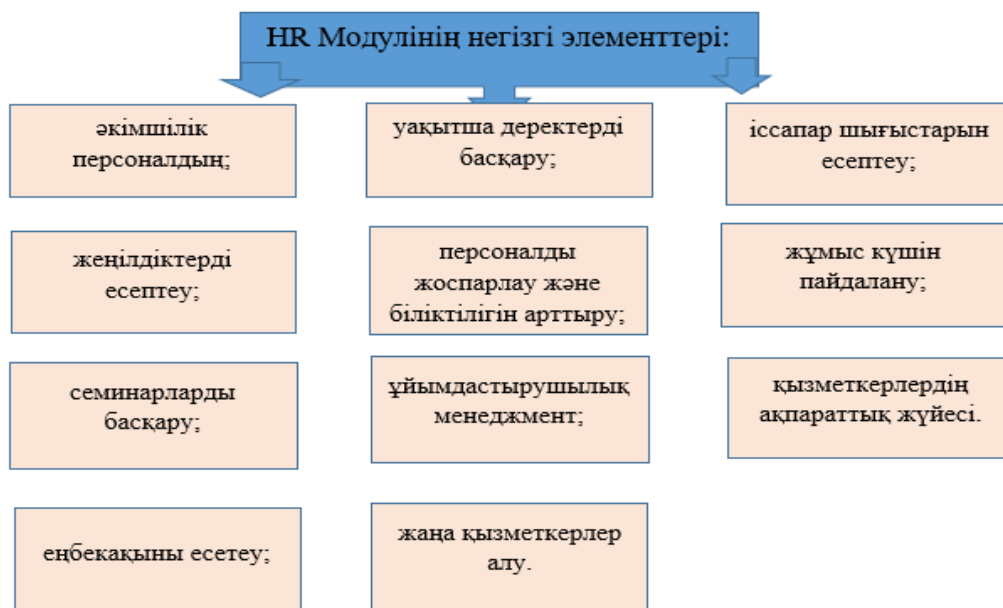 HR Модулінің негізгі элементтері:
әкімшілік
персоналдың;
уақытша деректерді
басқару;
іссапар шығыстарын
есептеу;
жеңілдіктерді
есептеу;
персоналды
жоспарлау және
біліктілігін арттыру;
жұмыс күшін
пайдалану;
семинарларды
басқару;
ұйымдастырушылық
менеджмент;
қызметкерлердің
ақпараттық жүйесі.
еңбекақыны есетеу;
жаңа қызметкерлер
алу.